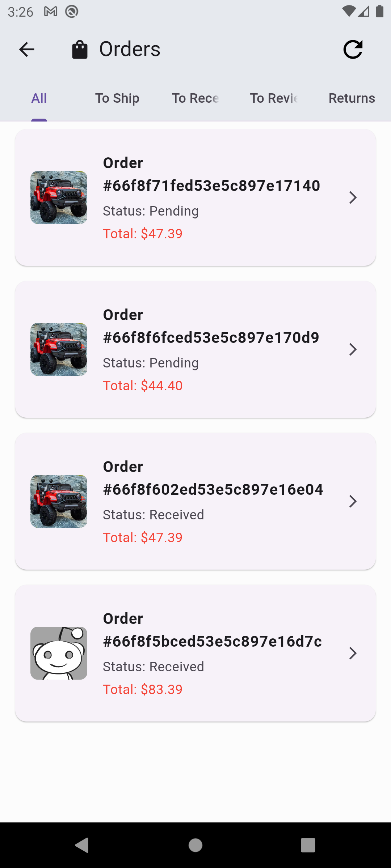 3:26
Orders
All To Ship To Rece To Revi Returns
Order
#66f8f71fed53e5c897e17140
Status: Pending
Total: $47.39
Order
#66f8f6fced53e5c897e170d9
Status: Pending
Total: $44.40
Order
#66f8f602ed53e5c897e16e04
Status: Received
Total: $47.39
Order
#66f8f5bced53e5c897e16d7c
Status: Received
Total: $83.39